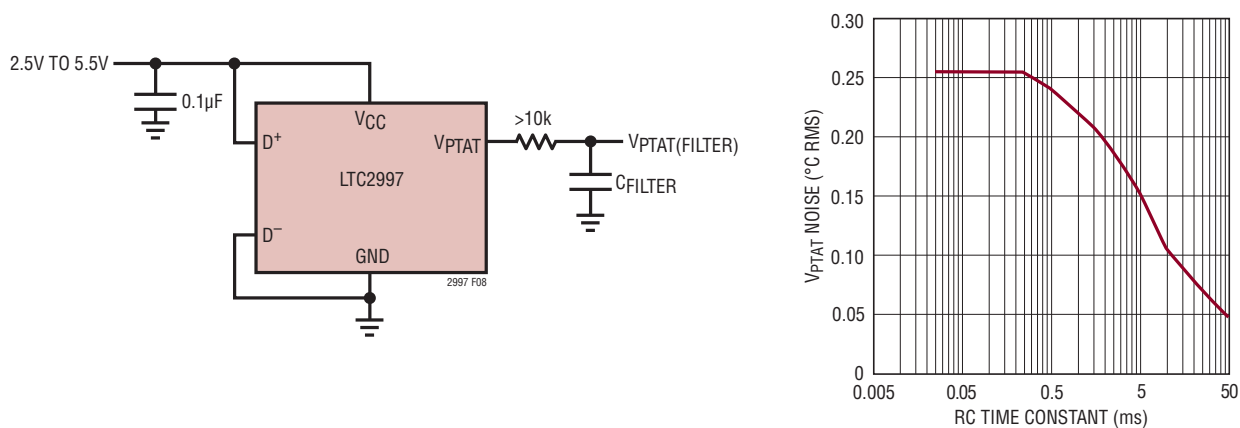 2.5V TO 5.5V
0.1µF
VCC
D+
VPTAT
>10k
VPTAT(FILTER)
LTC2997
CFILTER
D−
GND
2997 F08
0.30
0.25
0.20
0.15
0.10
0.05
0
VPTAT NOISE (°C RMS)
0.005 0.05 0.5 5 50
RC TIME CONSTANT (ms)